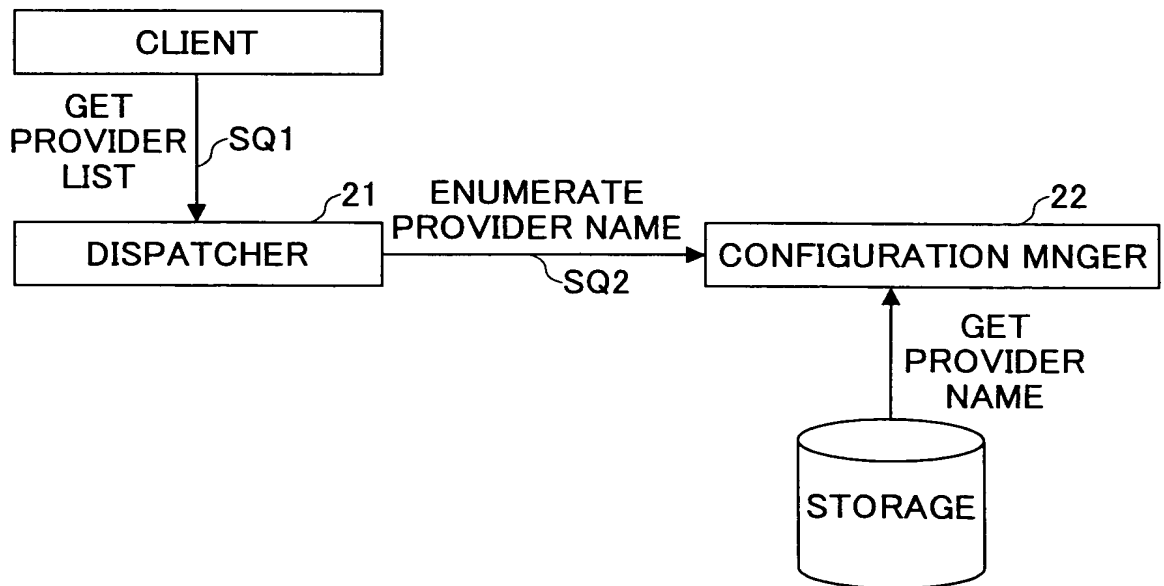 CLIENT
GET
PROVIDER
LIST
SQ1
21
DISPATCHER
ENUMERATE
PROVIDER NAME
SQ2
22
CONFIGURATION MNGER
GET
PROVIDER
NAME
STORAGE